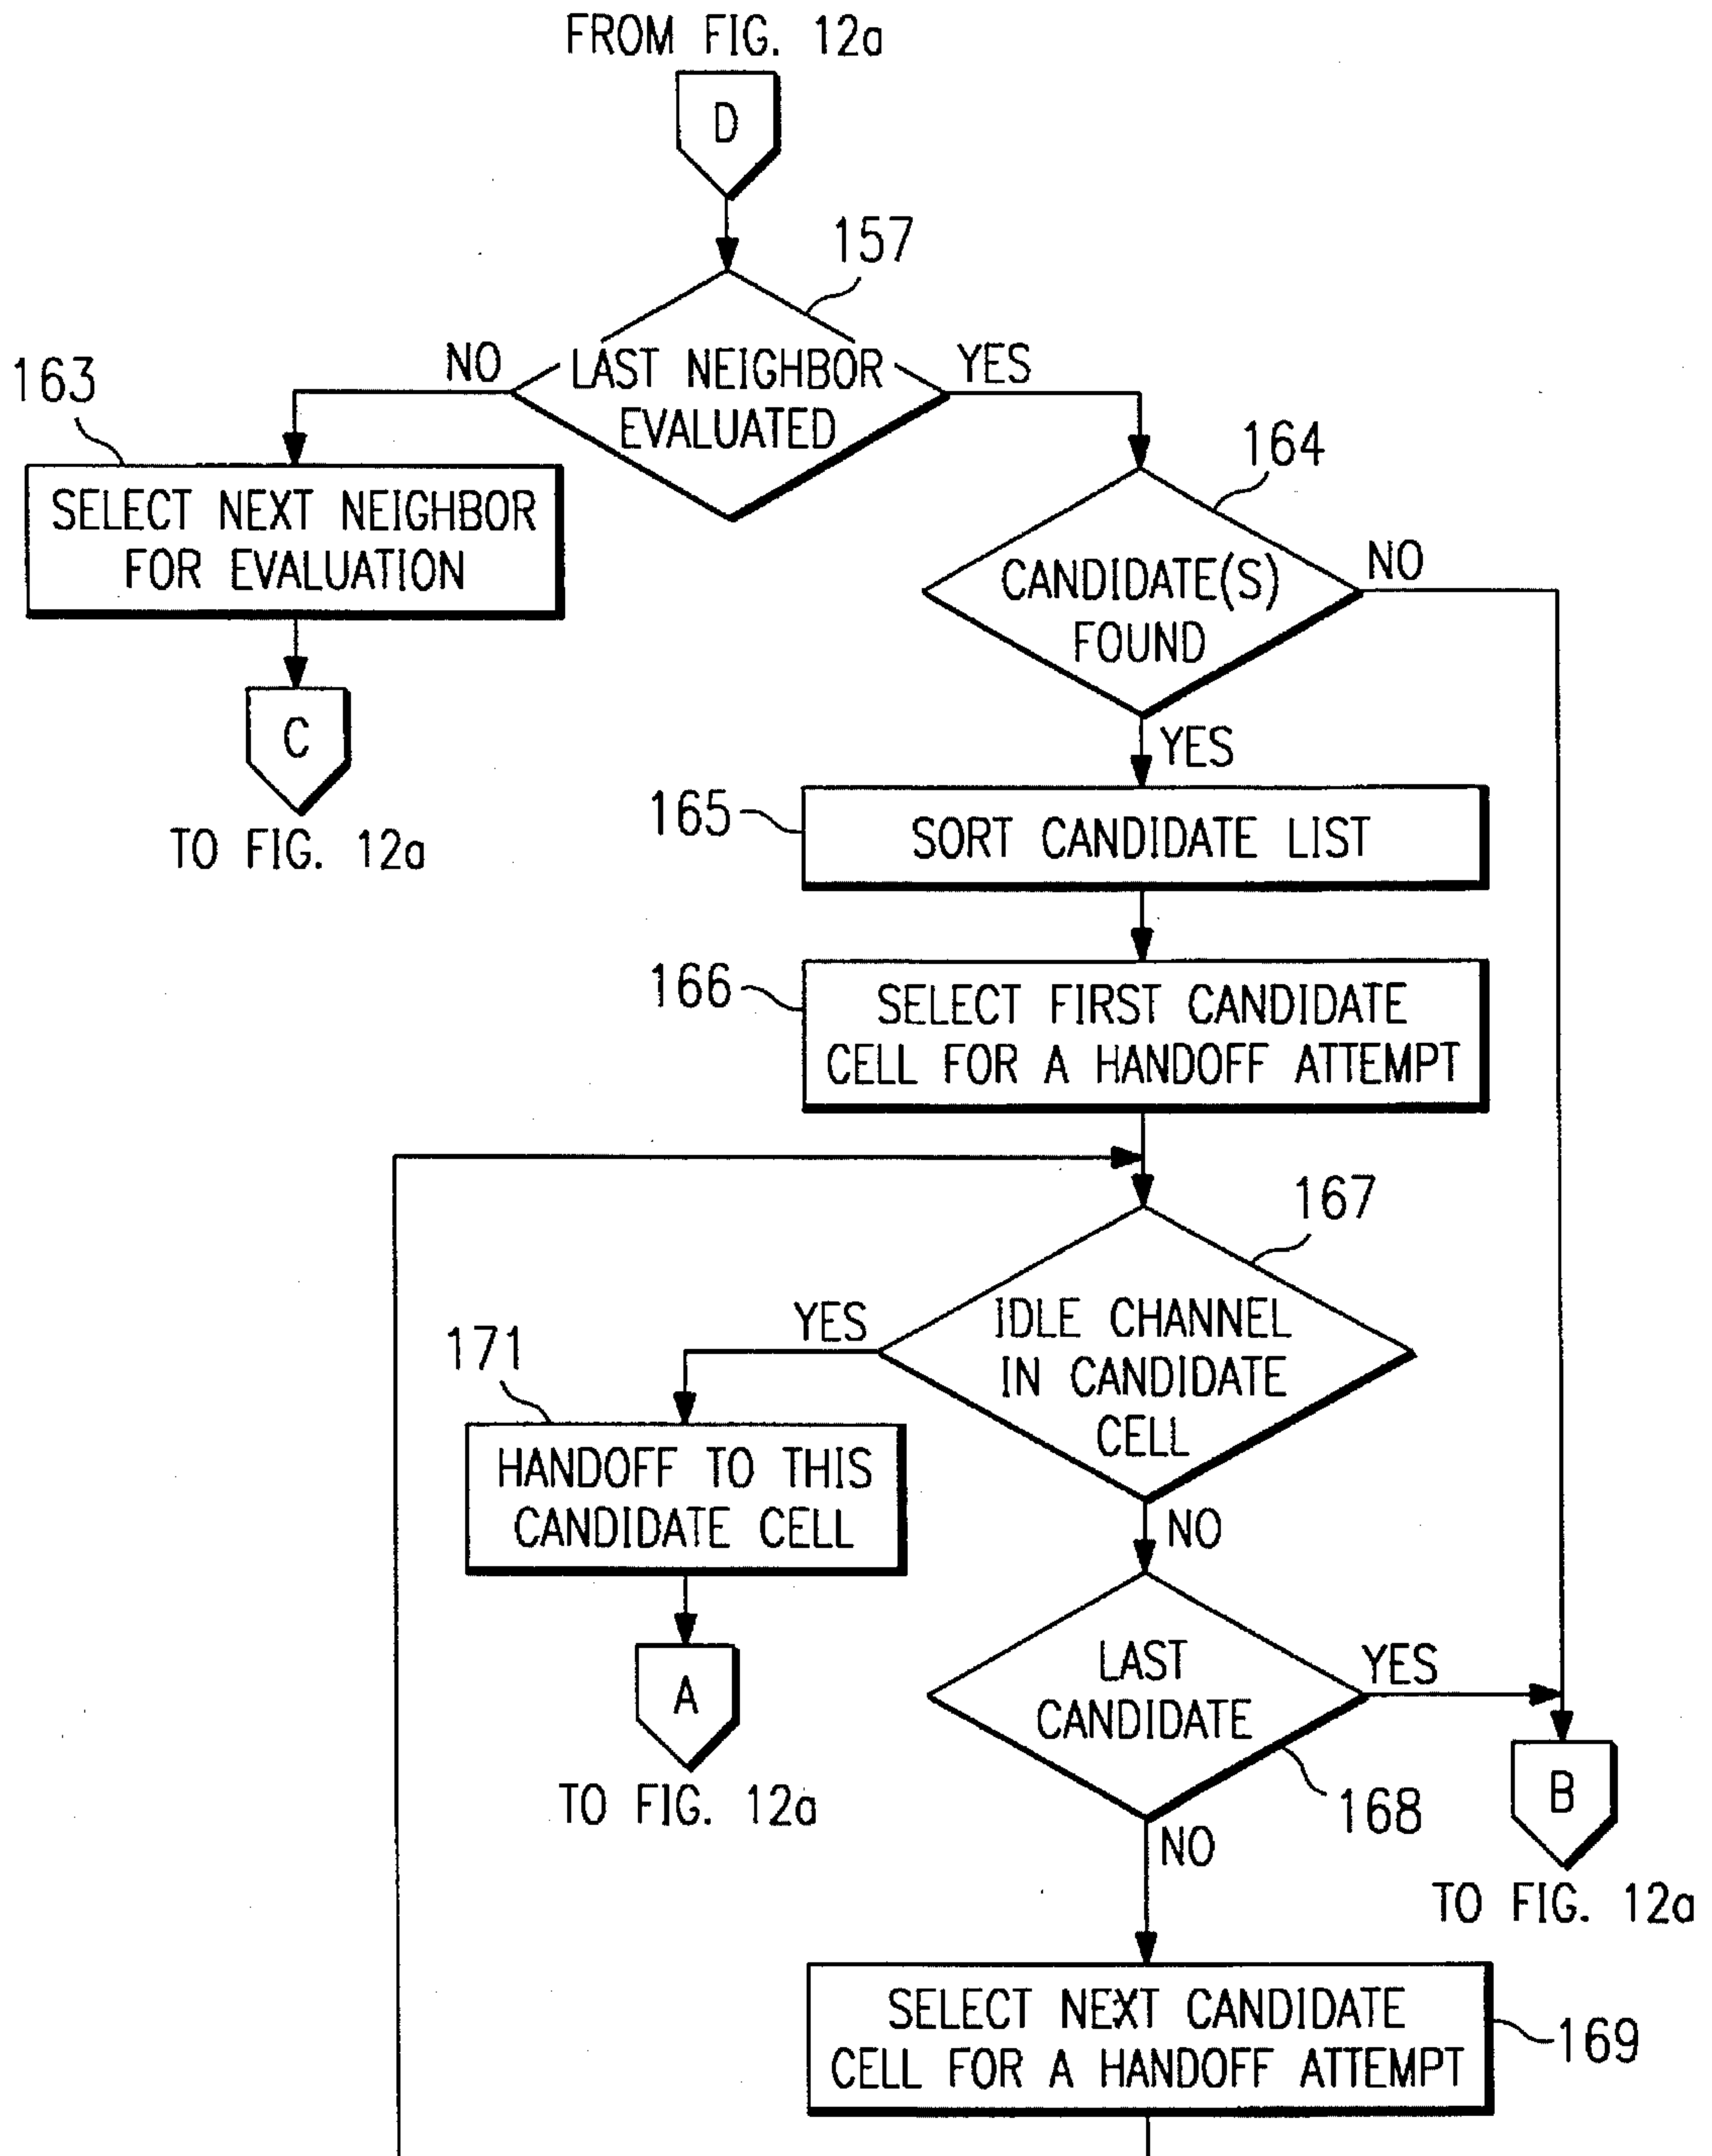 FROM FIG. 12a
D
157
LAST NEIGHBOR
EVALUATED
NO
YES
163
SELECT NEXT NEIGHBOR
FOR EVALUATION
C
TO FIG. 12a
164
CANDIDATE(S)
FOUND
NO
YES
165
SORT CANDIDATE LIST
166
SELECT FIRST CANDIDATE
CELL FOR A HANDOFF ATTEMPT
167
IDLE CHANNEL
IN CANDIDATE
CELL
YES
171
HANDOFF TO THIS
CANDIDATE CELL
A
TO FIG. 12a
NO
LAST
CANDIDATE
YES
168
B
TO FIG. 12a
NO
SELECT NEXT CANDIDATE
CELL FOR A HANDOFF ATTEMPT
169